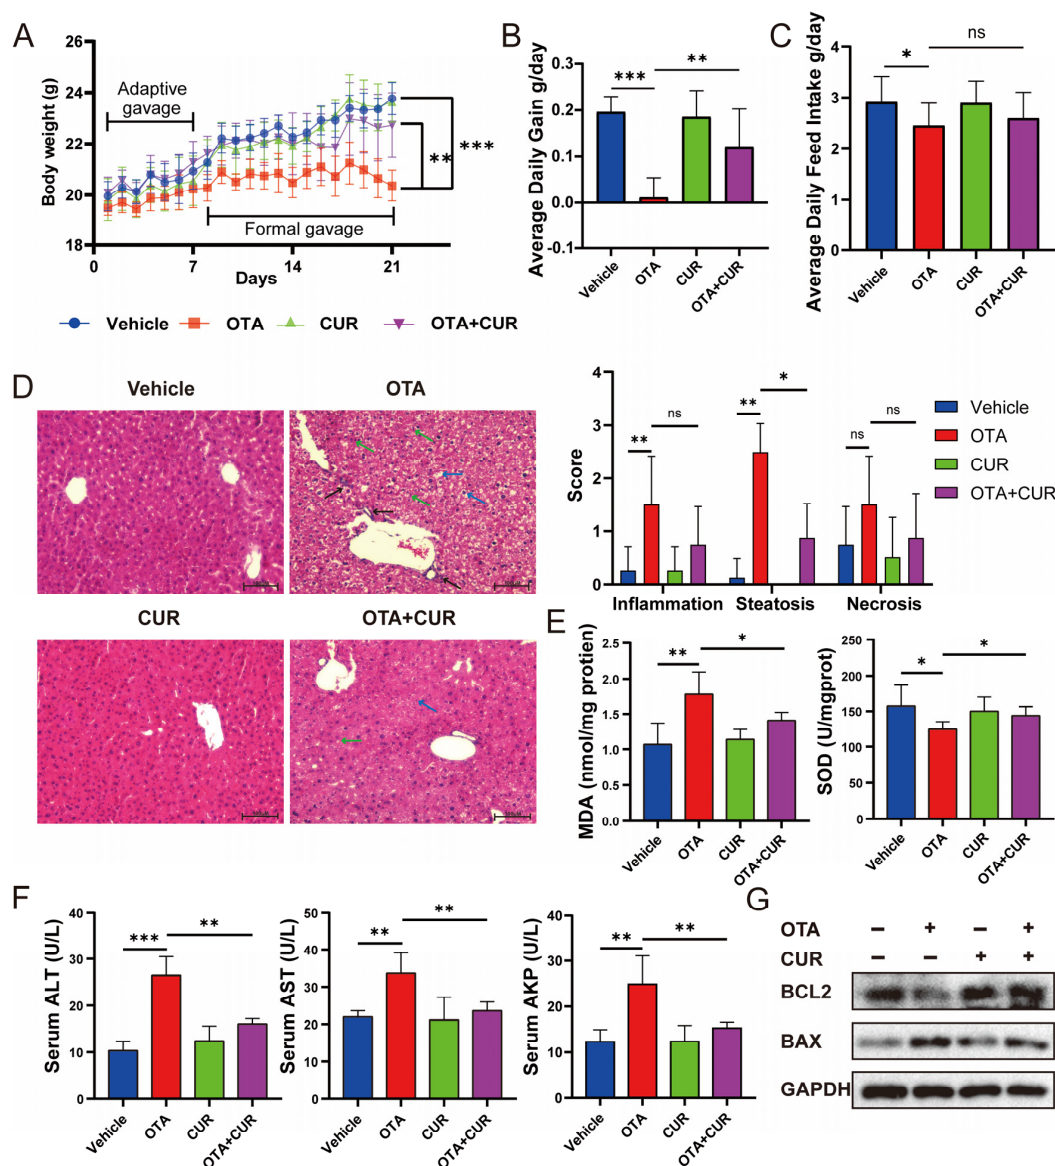 A
Body weight (g)
26
24
22
20
18
Adaptive
gavage
Formal gavage
**
***
0
7
14
21
Days
Vehicle
OTA
CUR
OTA+CUR
B
Average Daily Gain g/day
0.3
0.2
0.1
0.0
-0.1
***
**
Vehicle
OTA
CUR
OTA+CUR
C
Average Daily Feed Intake g/day
4
3
2
1
0
*
ns
Vehicle
OTA
CUR
OTA+CUR
D
Vehicle
OTA
CUR
OTA+CUR
Score
4
3
2
1
0
**
ns
**
*
ns
ns
Inflammation
Steatosis
Necrosis
Vehicle
OTA
CUR
OTA+CUR
E
MDA (nmol/mg protien)
2.5
2.0
1.5
1.0
0.5
0.0
**
*
Vehicle
OTA
CUR
OTA+CUR
SOD (U/mgprot)
250
200
150
100
50
0
*
*
Vehicle
OTA
CUR
OTA+CUR
F
Serum ALT (U/L)
40
30
20
10
0
***
**
Vehicle
OTA
CUR
OTA+CUR
Serum AST (U/L)
50
40
30
20
10
0
**
**
Vehicle
OTA
CUR
OTA+CUR
Serum AKP (U/L)
40
30
20
10
0
**
**
Vehicle
OTA
CUR
OTA+CUR
G
OTA - + - +
CUR - - + +
BCL2
BAX
GAPDH